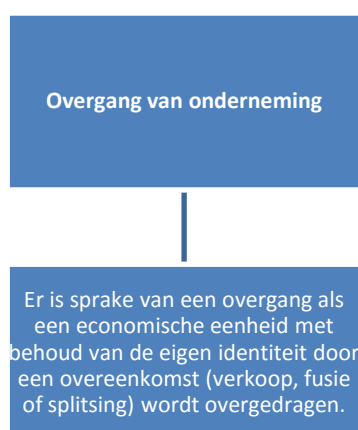 Overgang van onderneming
Er is sprake van een overgang als
een economische eenheid met
behoud van de eigen identiteit door
een overeenkomst (verkoop, fusie
of splitsing) wordt overgedragen.